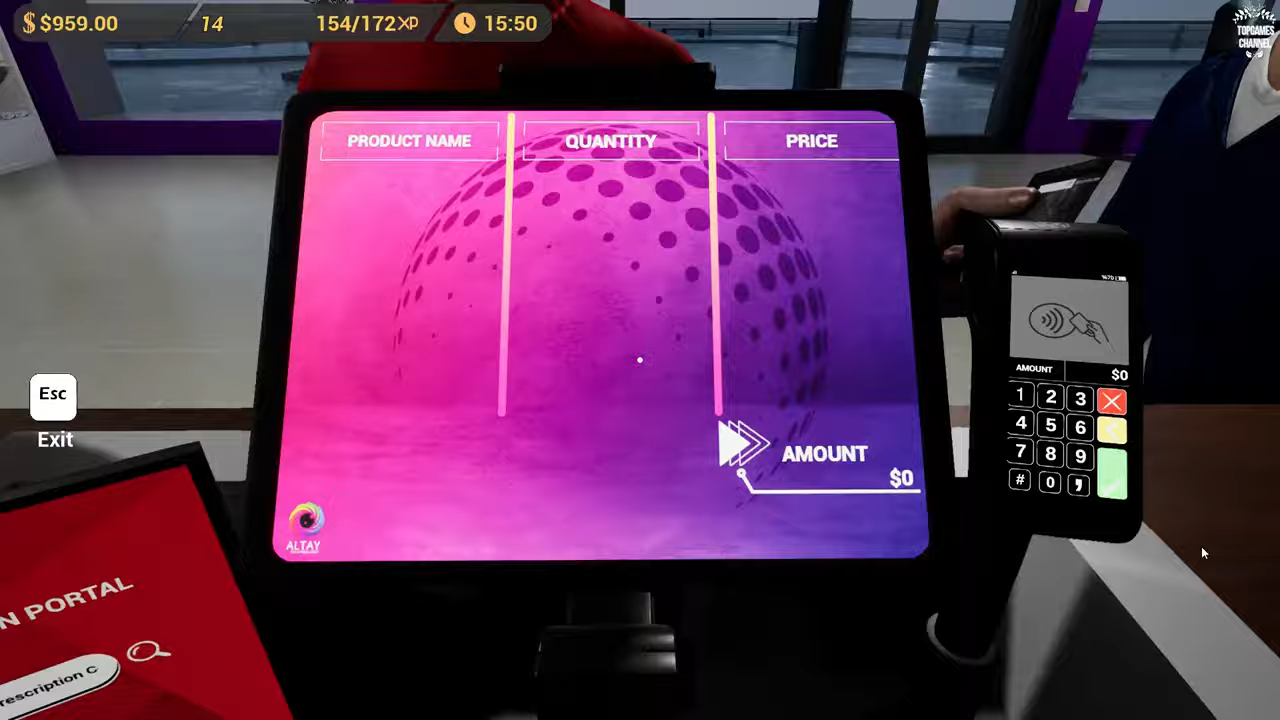 $959.00
14
154/172XP
15:50
TOPGAMES
CHANNEL
PRODUCT NAME
QUANTITY
PRICE
%70
AMOUNT
$0
1 2 3
4 5 6
7 8 9
# 0 ,
Esc
Exit
AMOUNT
$0
ALTAY
N PORTAL
rescription C